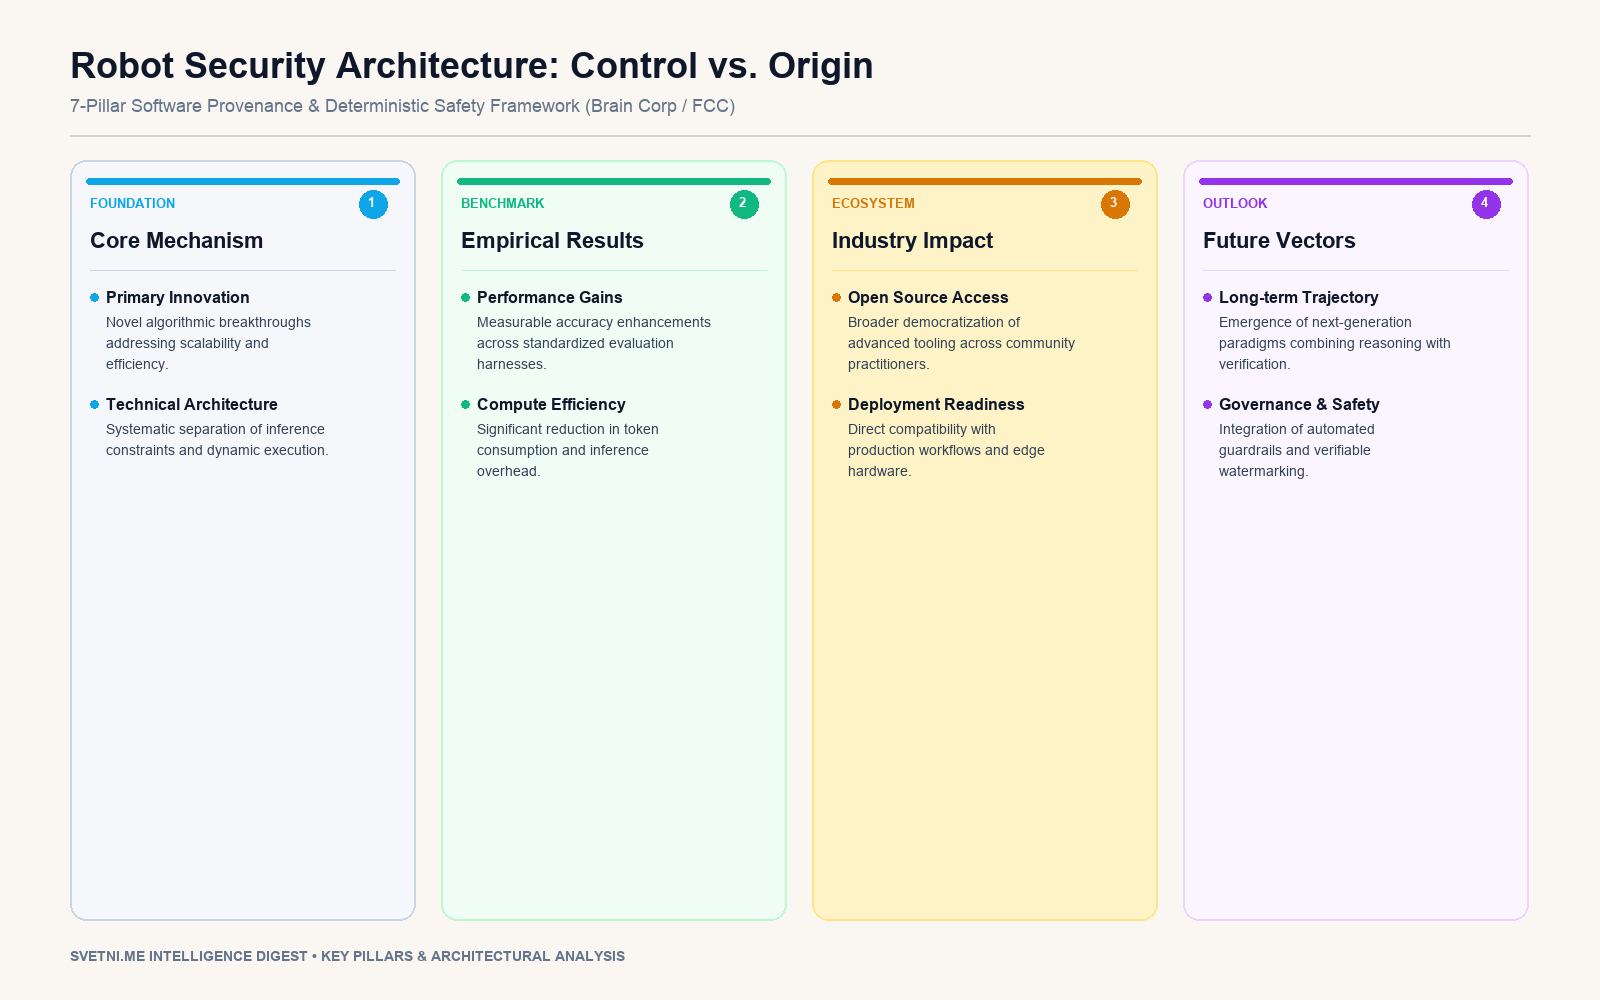 Robot Security Architecture: Control vs. Origin
7-Pillar Software Provenance & Deterministic Safety Framework (Brain Corp / FCC)
FOUNDATION
1
Core Mechanism
Primary Innovation
Novel algorithmic breakthroughs
addressing scalability and
efficiency.
Technical Architecture
Systematic separation of inference
constraints and dynamic execution.
BENCHMARK
2
Empirical Results
Performance Gains
Measurable accuracy enhancements
across standardized evaluation
harnesses.
Compute Efficiency
Significant reduction in token
consumption and inference
overhead.
ECOSYSTEM
3
Industry Impact
Open Source Access
Broader democratization of
advanced tooling across community
practitioners.
Deployment Readiness
Direct compatibility with
production workflows and edge
hardware.
OUTLOOK
4
Future Vectors
Long-term Trajectory
Emergence of next-generation
paradigms combining reasoning with
verification.
Governance & Safety
Integration of automated
guardrails and verifiable
watermarking.
SVETNI.ME INTELLIGENCE DIGEST • KEY PILLARS & ARCHITECTURAL ANALYSIS